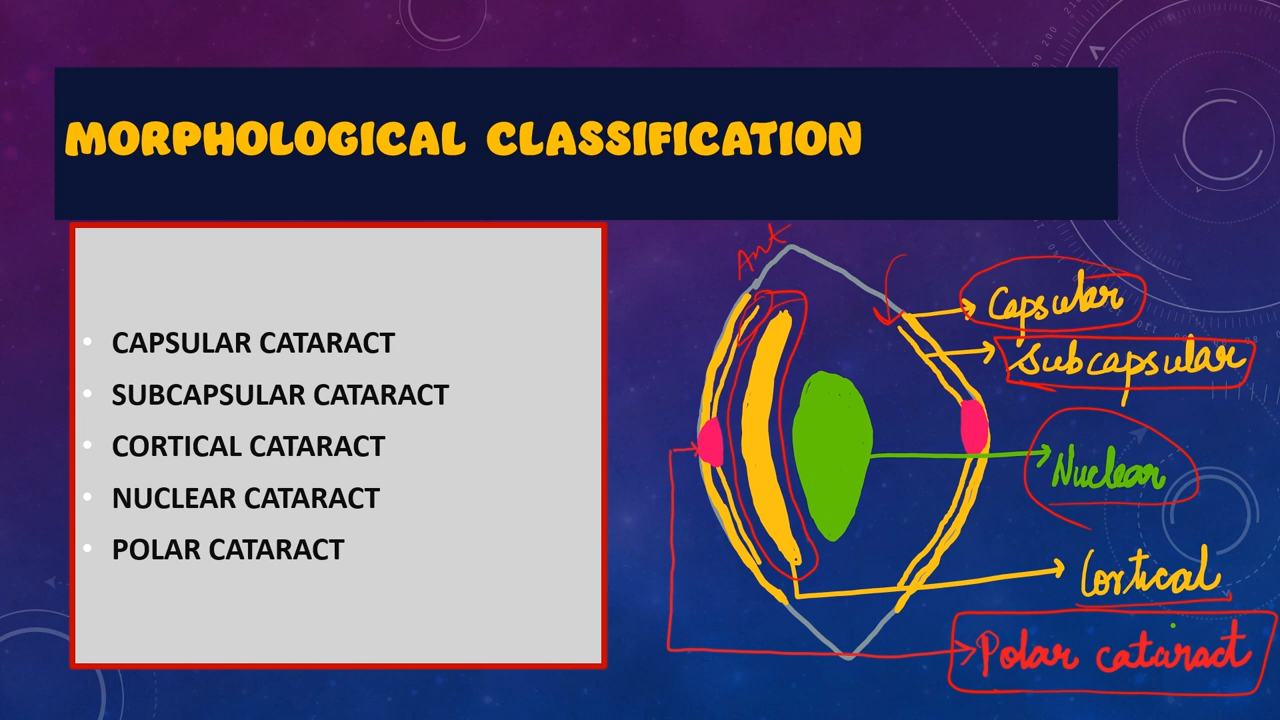 MORPHOLOGICAL CLASSIFICATION
• CAPSULAR CATARACT
• SUBCAPSULAR CATARACT
• CORTICAL CATARACT
• NUCLEAR CATARACT
• POLAR CATARACT
Ant
Capsular
Subcapsular
Nuclear
Cortical
Polar cataract